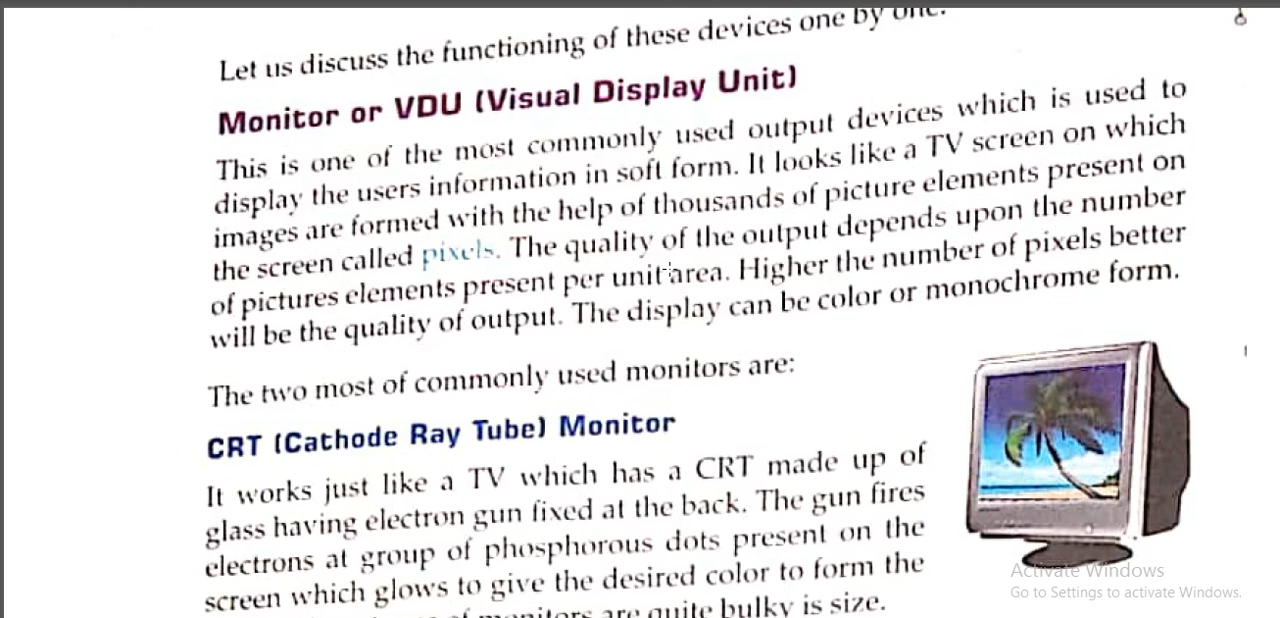 Let us discuss the functioning of these devices one by one.
Monitor or VDU (Visual Display Unit)
This is one of the most commonly used output devices which is used to
display the users information in soft form. It looks like a TV screen on which
images are formed with the help of thousands of picture elements present on
the screen called pixels. The quality of the output depends upon the number
of pictures elements present per unit area. Higher the number of pixels better
will be the quality of output. The display can be color or monochrome form.
The two most of commonly used monitors are:
CRT (Cathode Ray Tube) Monitor
It works just like a TV which has a CRT made up of
glass having electron gun fixed at the back. The gun fires
electrons at group of phosphorous dots present on the
screen which glows to give the desired color to form the
of monitors are quite bulky is size.
Activate Windows
Go to Settings to activate Windows.